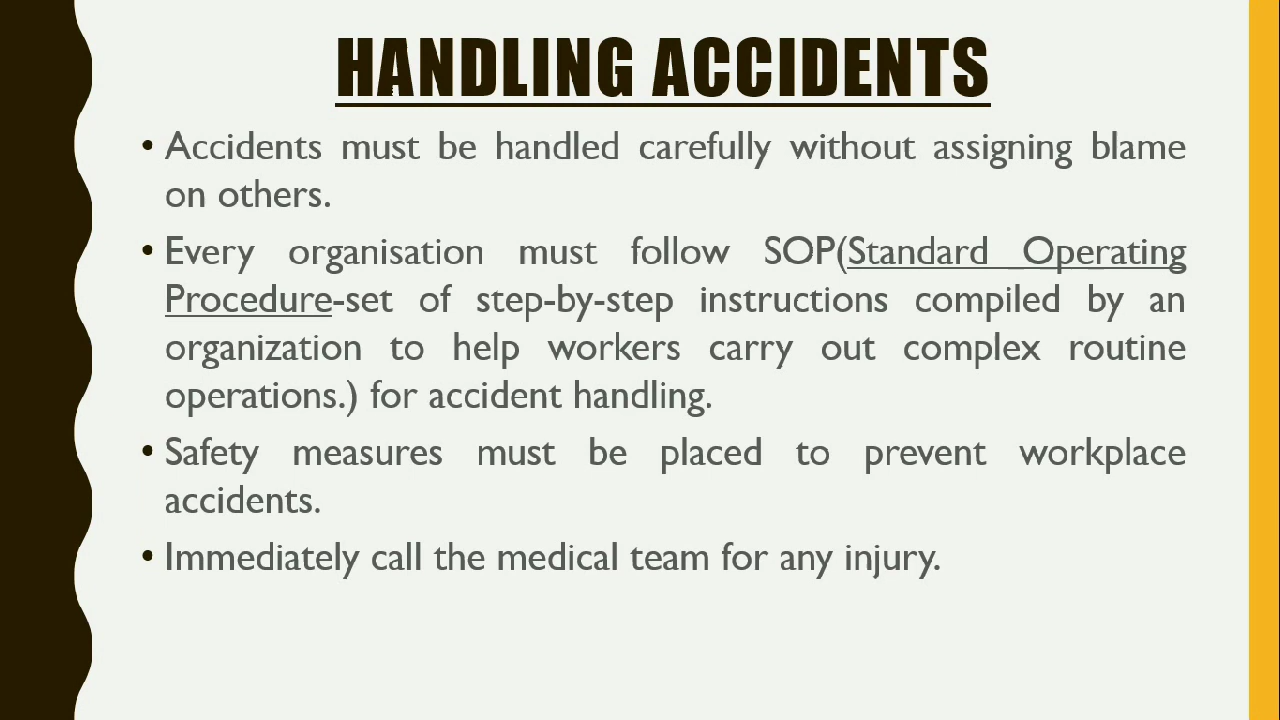 HANDLING ACCIDENTS
• Accidents must be handled carefully without assigning blame
on others.
• Every organisation must follow SOP(Standard Operating
Procedure-set of step-by-step instructions compiled by an
organization to help workers carry out complex routine
operations.) for accident handling.
• Safety measures must be placed to prevent workplace
accidents.
• Immediately call the medical team for any injury.